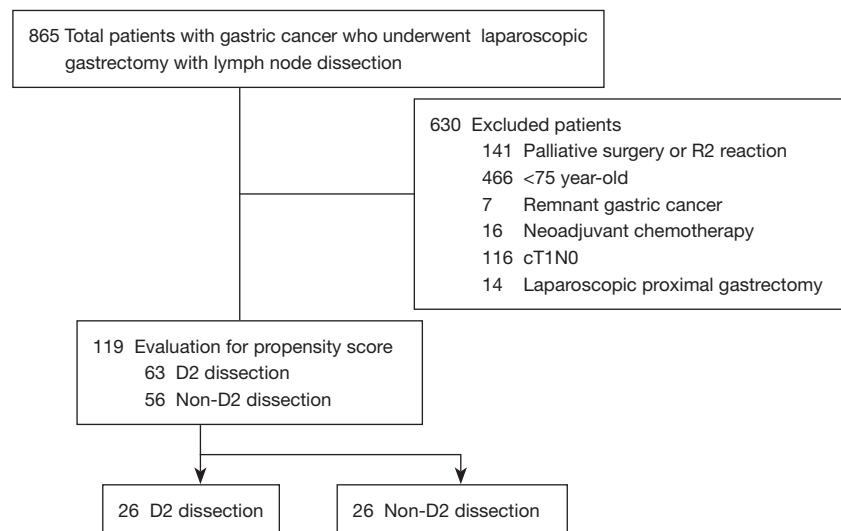 865 Total patients with gastric cancer who underwent laparoscopic
gastrectomy with lymph node dissection
630 Excluded patients
141 Palliative surgery or R2 reaction
466 <75 year-old
7 Remnant gastric cancer
16 Neoadjuvant chemotherapy
116 cT1N0
14 Laparoscopic proximal gastrectomy
119 Evaluation for propensity score
63 D2 dissection
56 Non-D2 dissection
26 D2 dissection
26 Non-D2 dissection